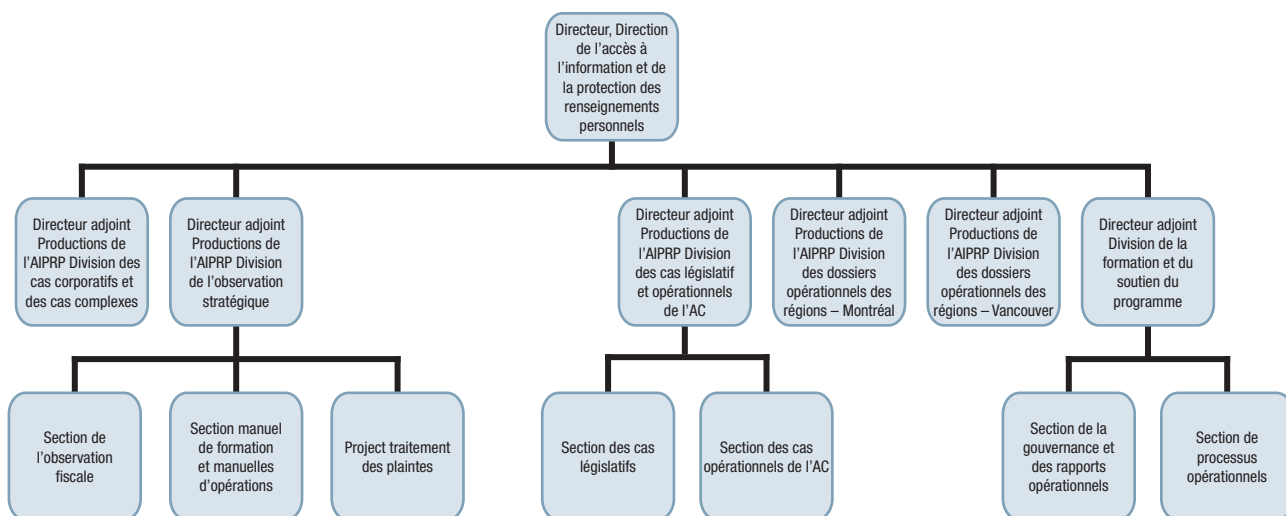 Directeur, Direction
de l’accès à
l’information et de
la protection des
renseignements
personnels
Directeur adjoint
Productions de
l’AIPRP Division des
cas corporatifs et
des cas complexes
Directeur adjoint
Productions de
l’AIPRP Division
de l’observation
stratégique
Directeur adjoint
Productions de
l’AIPRP Division
des cas législatif
et opérationnels
de l’AC
Directeur adjoint
Productions de
l’AIPRP Division
des dossiers
opérationnels des
régions – Montréal
Directeur adjoint
Productions de
l’AIPRP Division
des dossiers
opérationnels des
régions – Vancouver
Directeur adjoint
Division de la
formation et du
soutien du
programme
Section de
l’observation
fiscale
Section manuel
de formation
et manuelles
d’opérations
Project traitement
des plaintes
Section des cas
législatifs
Section des cas
opérationnels de l’AC
Section de la
gouvernance et
des rapports
opérationnels
Section de
processus
opérationnels